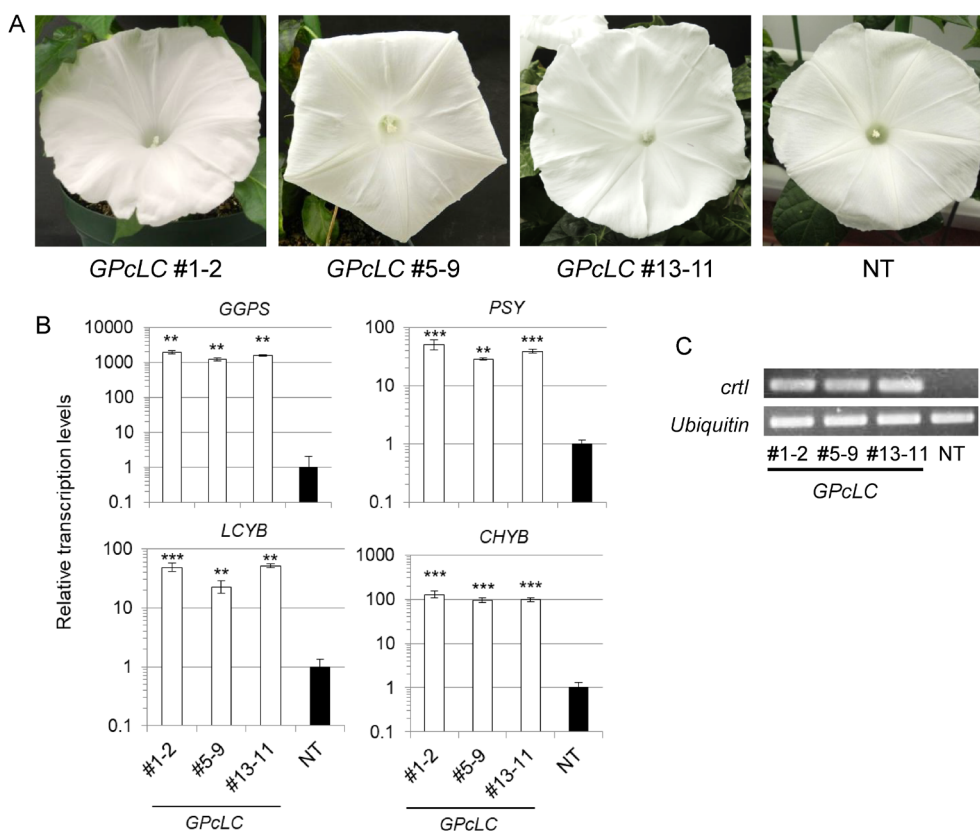 A
GPcLC #1-2
GPcLC #5-9
GPcLC #13-11
NT
B
Relative transcription levels
GGPS
10000
**
**
**
1000
100
10
1
0.1
PSY
100
***
**
***
10
1
0.1
LCYB
100
***
**
**
10
1
0.1
#1-2
#5-9
#13-11
NT
GPcLC
CHYB
1000
***
***
***
100
10
1
0.1
#1-2
#5-9
#13-11
NT
GPcLC
C
crtI
Ubiquitin
#1-2 #5-9 #13-11 NT
GPcLC